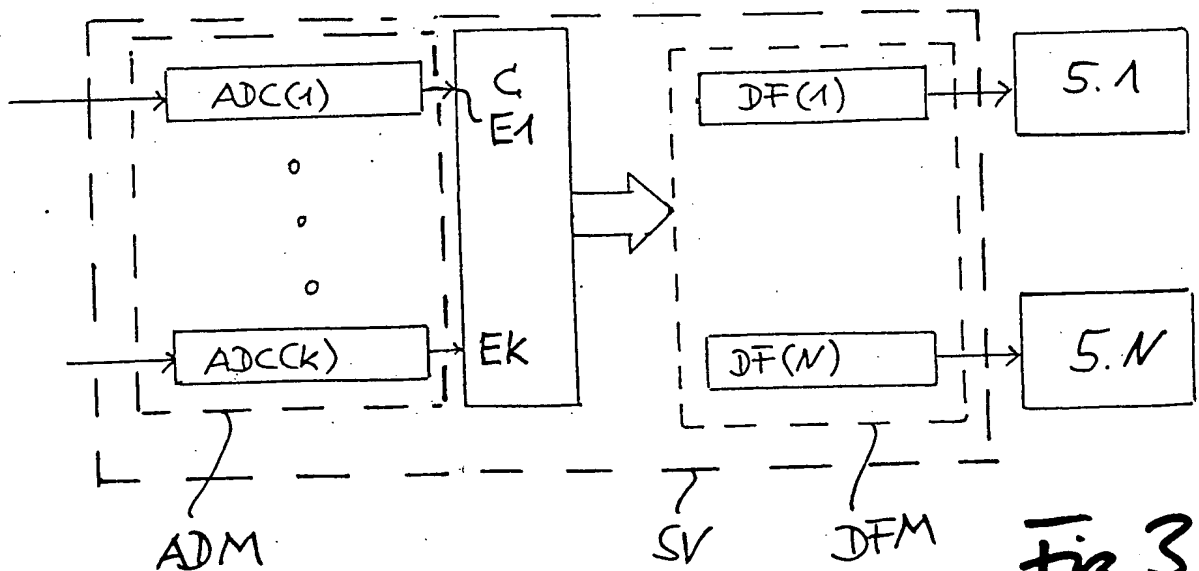 ADC(1)
C
E1
DF(1)
5.1
ADC(k)
EK
DF(N)
5.N
ADM
SV
DFM
Fig 3